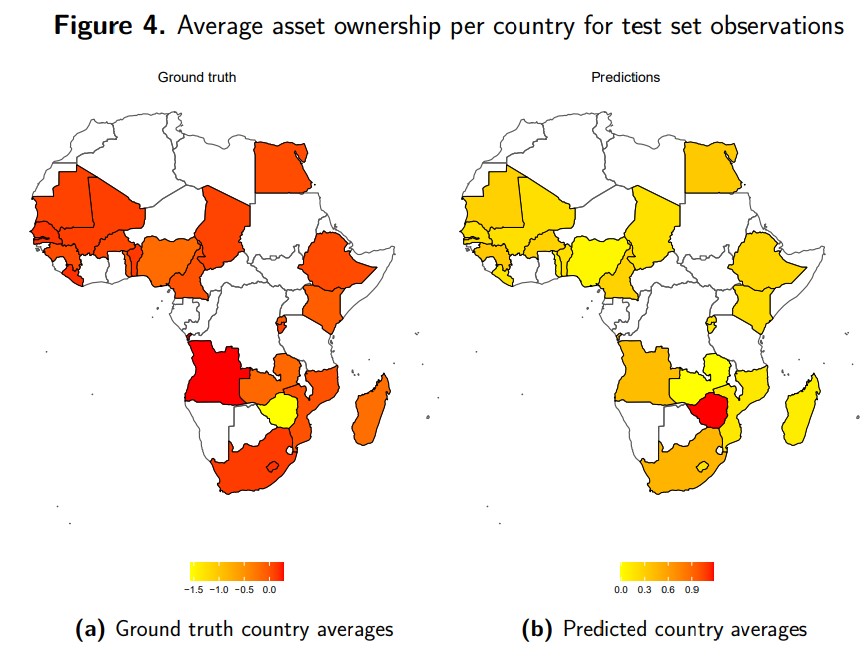 Figure 4. Average asset ownership per country for test set observations
Ground truth
Predictions
−1.5 −1.0 −0.5 0.0
0.0 0.3 0.6 0.9
(a) Ground truth country averages
(b) Predicted country averages